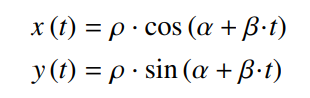 x (t) = ρ · cos (α + β·t)
y (t) = ρ · sin (α + β·t)